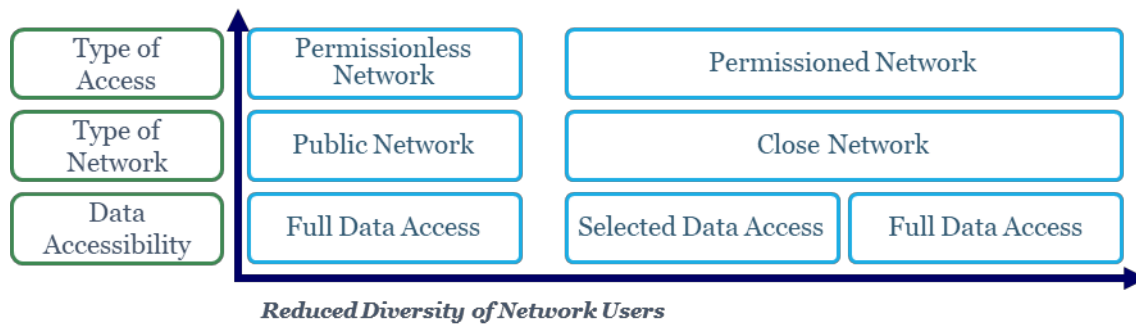 Type of
Access
Permissionless
Network
Permissioned Network
Type of
Network
Public Network
Close Network
Data
Accessibility
Full Data Access
Selected Data Access
Full Data Access
Reduced Diversity of Network Users